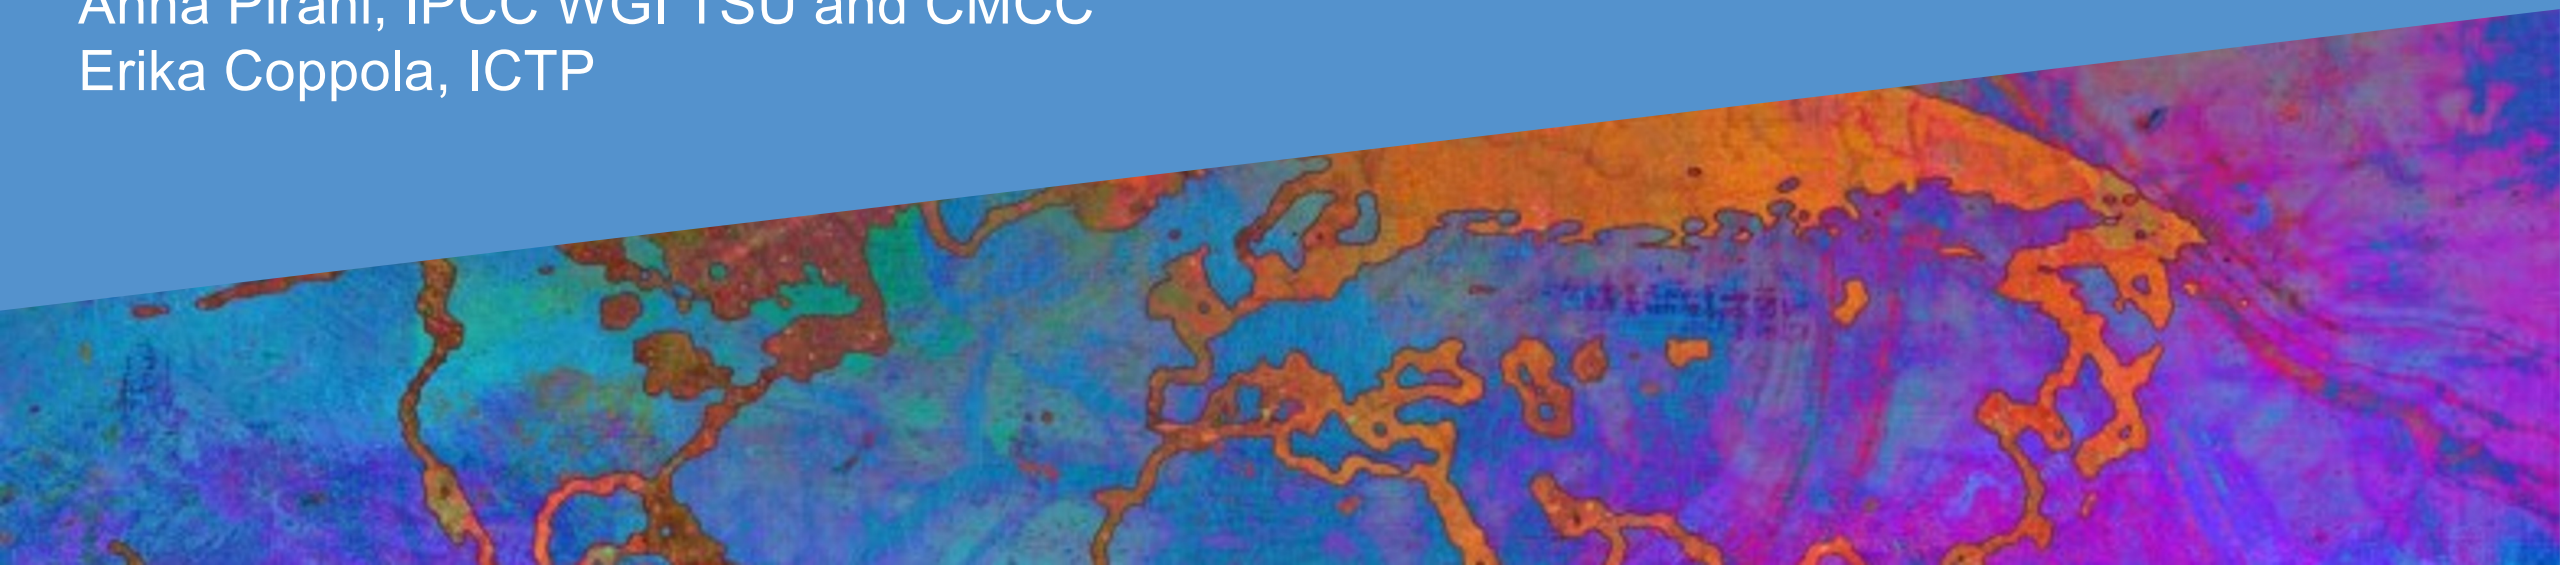 Anna Pirani, IPCC WGI TSU and CMCC
Erika Coppola, ICTP